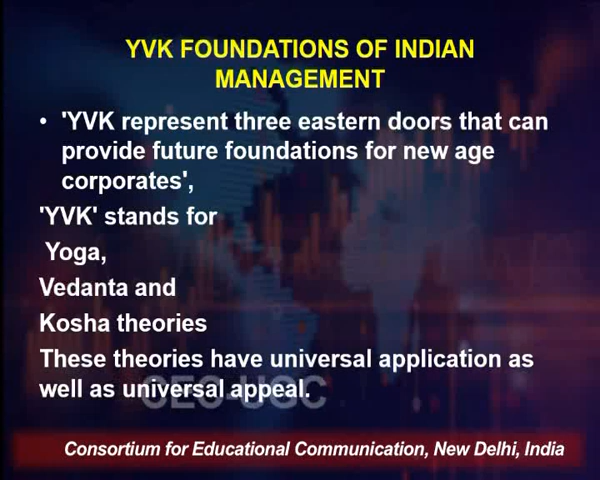 YVK FOUNDATIONS OF INDIAN
MANAGEMENT
• 'YVK represent three eastern doors that can
provide future foundations for new age
corporates',
'YVK' stands for
Yoga,
Vedanta and
Kosha theories
These theories have universal application as
well as universal appeal.
CEC-UGC
Consortium for Educational Communication, New Delhi, India